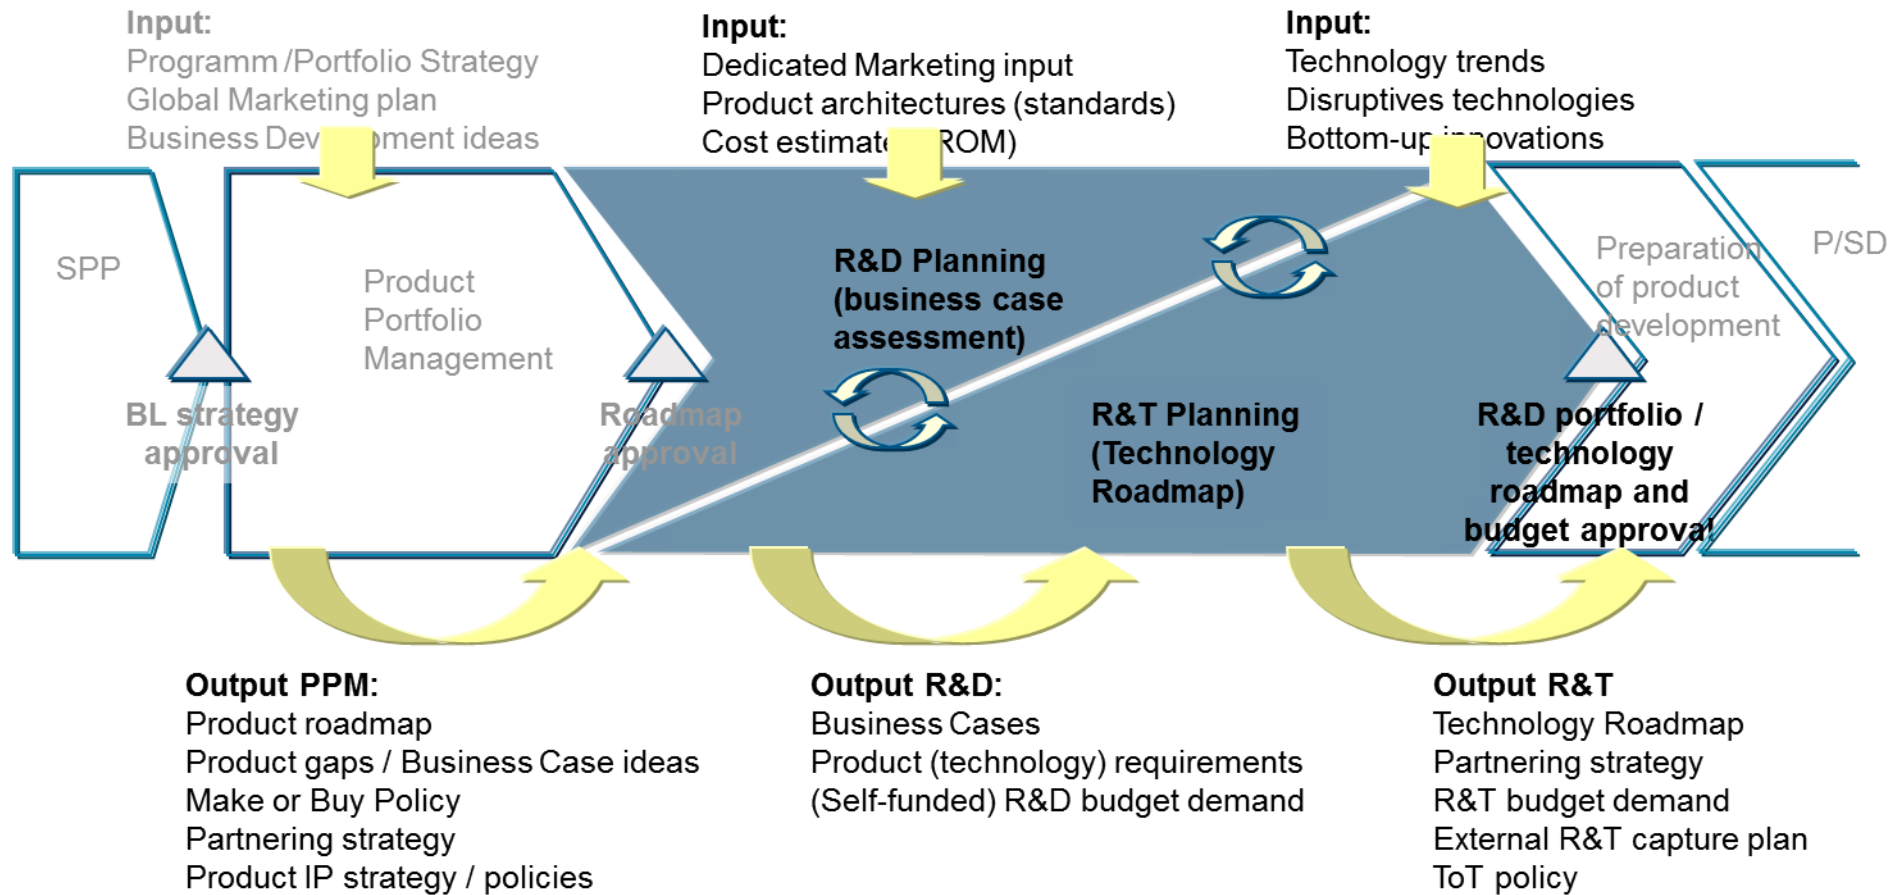 Input:
Programm /Portfolio Strategy
Global Marketing plan
Business Development ideas
Input:
Dedicated Marketing input
Product architectures (standards)
Cost estimate (ROM)
Input:
Technology trends
Disruptives technologies
Bottom-up innovations
SPP
Product
Portfolio
Management
R&D Planning
(business case
assessment)
R&T Planning
(Technology
Roadmap)
Preparation
of product
development
P/SD
BL strategy
approval
Roadmap
approval
R&D portfolio /
technology
roadmap and
budget approval
Output PPM:
Product roadmap
Product gaps / Business Case ideas
Make or Buy Policy
Partnering strategy
Product IP strategy / policies
Output R&D:
Business Cases
Product (technology) requirements
(Self-funded) R&D budget demand
Output R&T
Technology Roadmap
Partnering strategy
R&T budget demand
External R&T capture plan
ToT policy